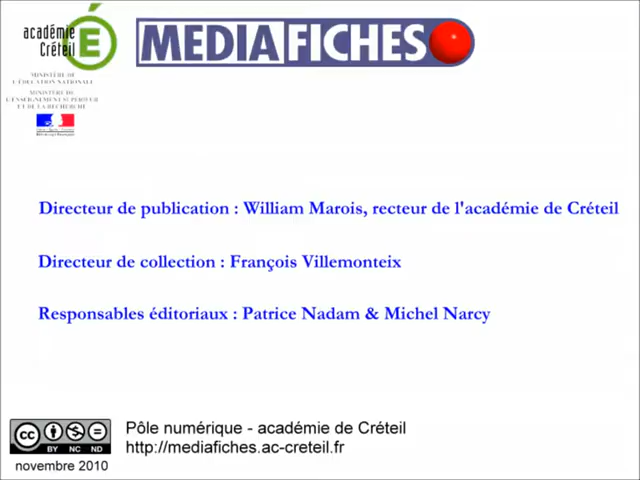 académie
Créteil
MEDIAFICHES
MINISTÈRE DE
L'ÉDUCATION NATIONALE
MINISTÈRE DE
L'ENSEIGNEMENT SUPÉRIEUR
ET DE LA RECHERCHE
Directeur de publication : William Marois, recteur de l'académie de Créteil
Directeur de collection : François Villemonteix
Responsables éditoriaux : Patrice Nadam & Michel Narcy
cc BY NC ND
Pôle numérique - académie de Créteil
http://mediafiches.ac-creteil.fr
novembre 2010